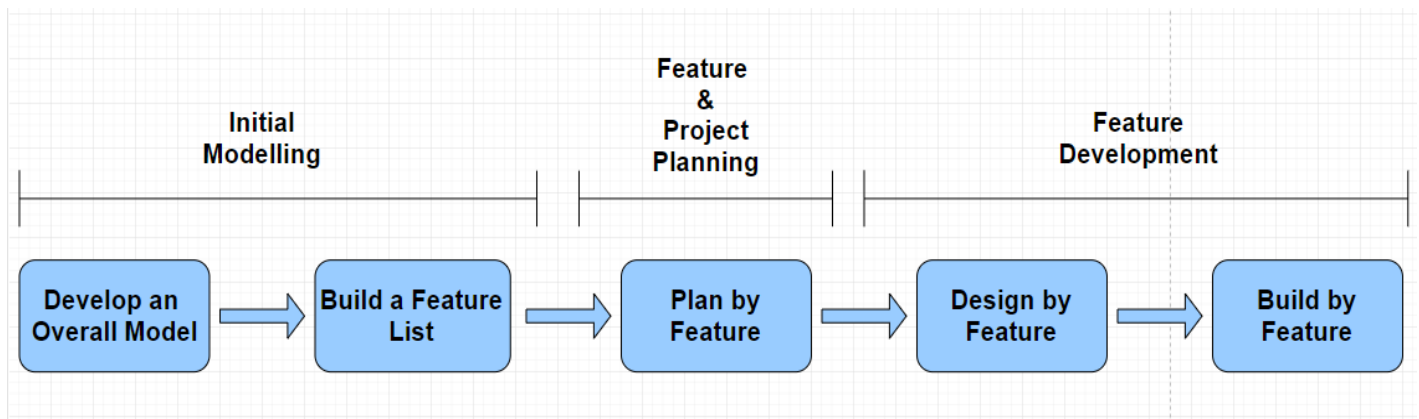 Initial
Modelling
Feature
&
Project
Planning
Feature
Development
Develop an
Overall Model
Build a Feature
List
Plan by
Feature
Design by
Feature
Build by
Feature